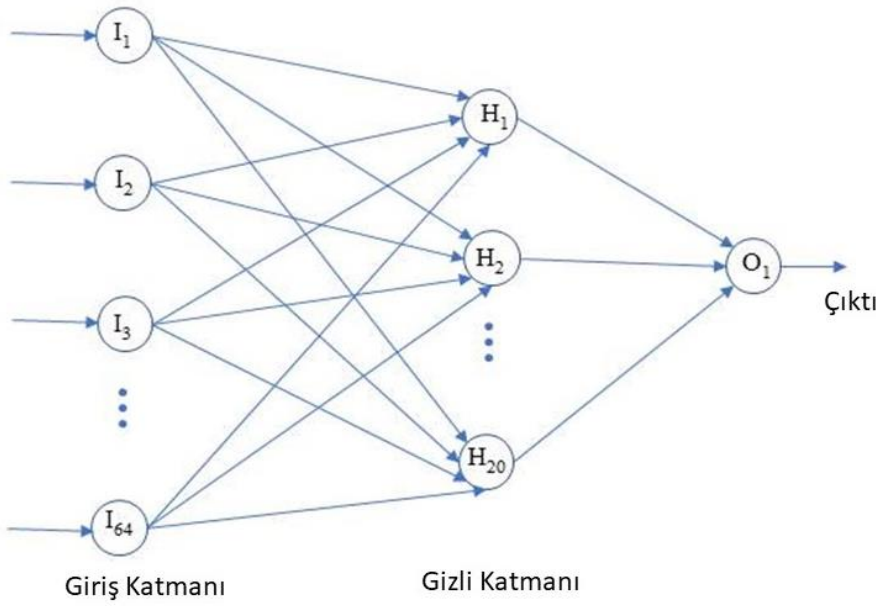 I1
H1
I2
H2
O1
Çıktı
I3
H20
I64
Giriş Katmanı
Gizli Katmanı